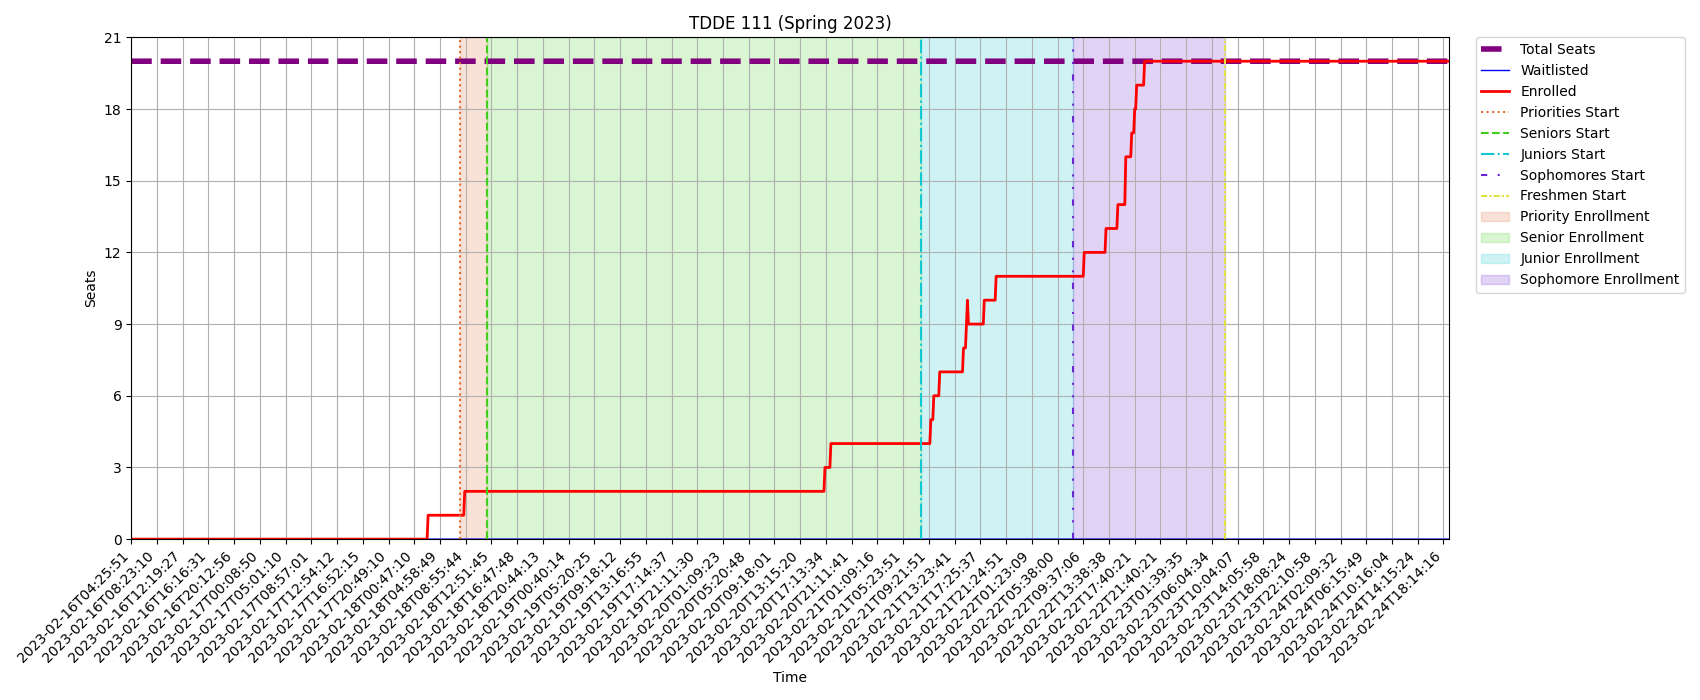 TDDE 111 (Spring 2023)
21
18
15
12
9
6
3
0
Seats
2023-02-16T04:25:51
2023-02-16T08:23:10
2023-02-16T12:19:27
2023-02-16T16:16:31
2023-02-16T20:12:56
2023-02-17T00:08:50
2023-02-17T05:01:10
2023-02-17T08:57:01
2023-02-17T12:54:12
2023-02-17T16:52:15
2023-02-17T20:49:10
2023-02-18T00:47:10
2023-02-18T04:58:49
2023-02-18T08:55:44
2023-02-18T12:51:45
2023-02-18T16:47:48
2023-02-18T20:44:13
2023-02-19T00:40:14
2023-02-19T05:20:25
2023-02-19T09:18:12
2023-02-19T13:16:55
2023-02-19T17:14:37
2023-02-19T21:11:30
2023-02-20T01:09:23
2023-02-20T05:20:48
2023-02-20T09:18:01
2023-02-20T13:15:20
2023-02-20T17:13:34
2023-02-20T21:11:41
2023-02-21T01:09:16
2023-02-21T05:23:51
2023-02-21T09:21:51
2023-02-21T13:23:41
2023-02-21T17:25:37
2023-02-21T21:24:51
2023-02-22T01:23:09
2023-02-22T05:38:00
2023-02-22T09:37:06
2023-02-22T13:38:38
2023-02-22T17:40:21
2023-02-22T21:40:21
2023-02-23T01:39:35
2023-02-23T06:04:34
2023-02-23T10:04:07
2023-02-23T14:05:58
2023-02-23T18:08:24
2023-02-23T22:10:58
2023-02-24T02:09:32
2023-02-24T06:15:49
2023-02-24T10:16:04
2023-02-24T14:15:24
2023-02-24T18:14:16
Time
Total Seats
Waitlisted
Enrolled
Priorities Start
Seniors Start
Juniors Start
Sophomores Start
Freshmen Start
Priority Enrollment
Senior Enrollment
Junior Enrollment
Sophomore Enrollment